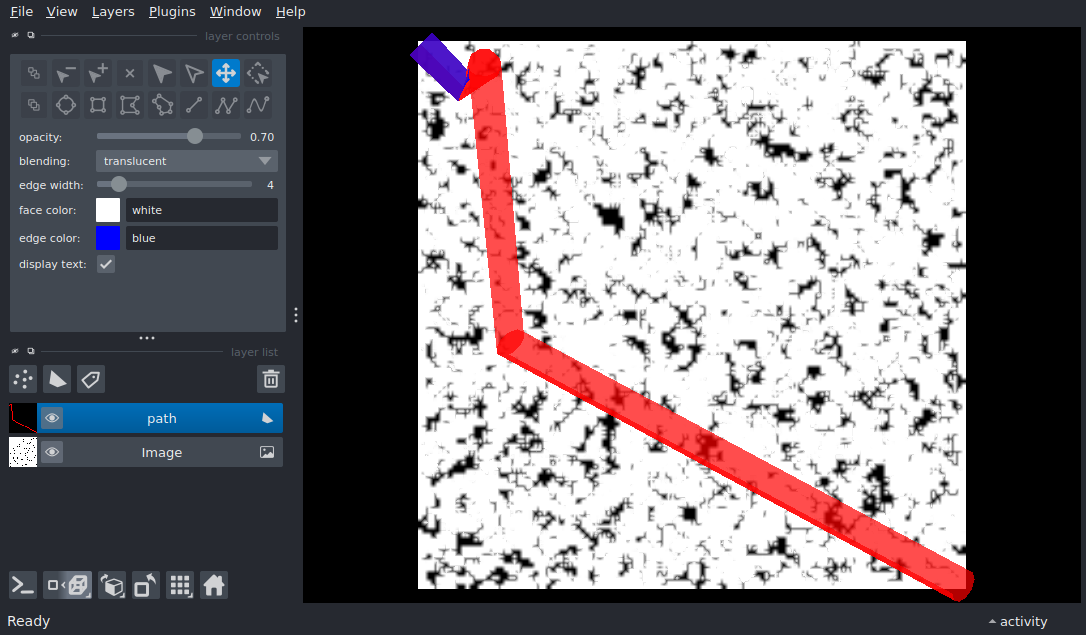 File View Layers Plugins Window Help
layer controls
opacity: 0.70
blending: translucent
edge width: 4
face color: white
edge color: blue
display text:
layer list
path
Image
Ready activity